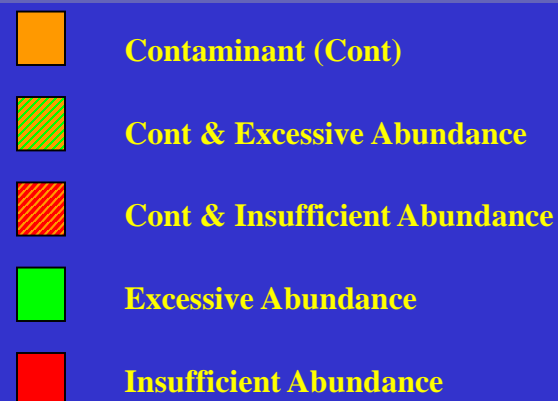 Contaminant (Cont)
Cont & Excessive Abundance
Cont & Insufficient Abundance
Excessive Abundance
Insufficient Abundance